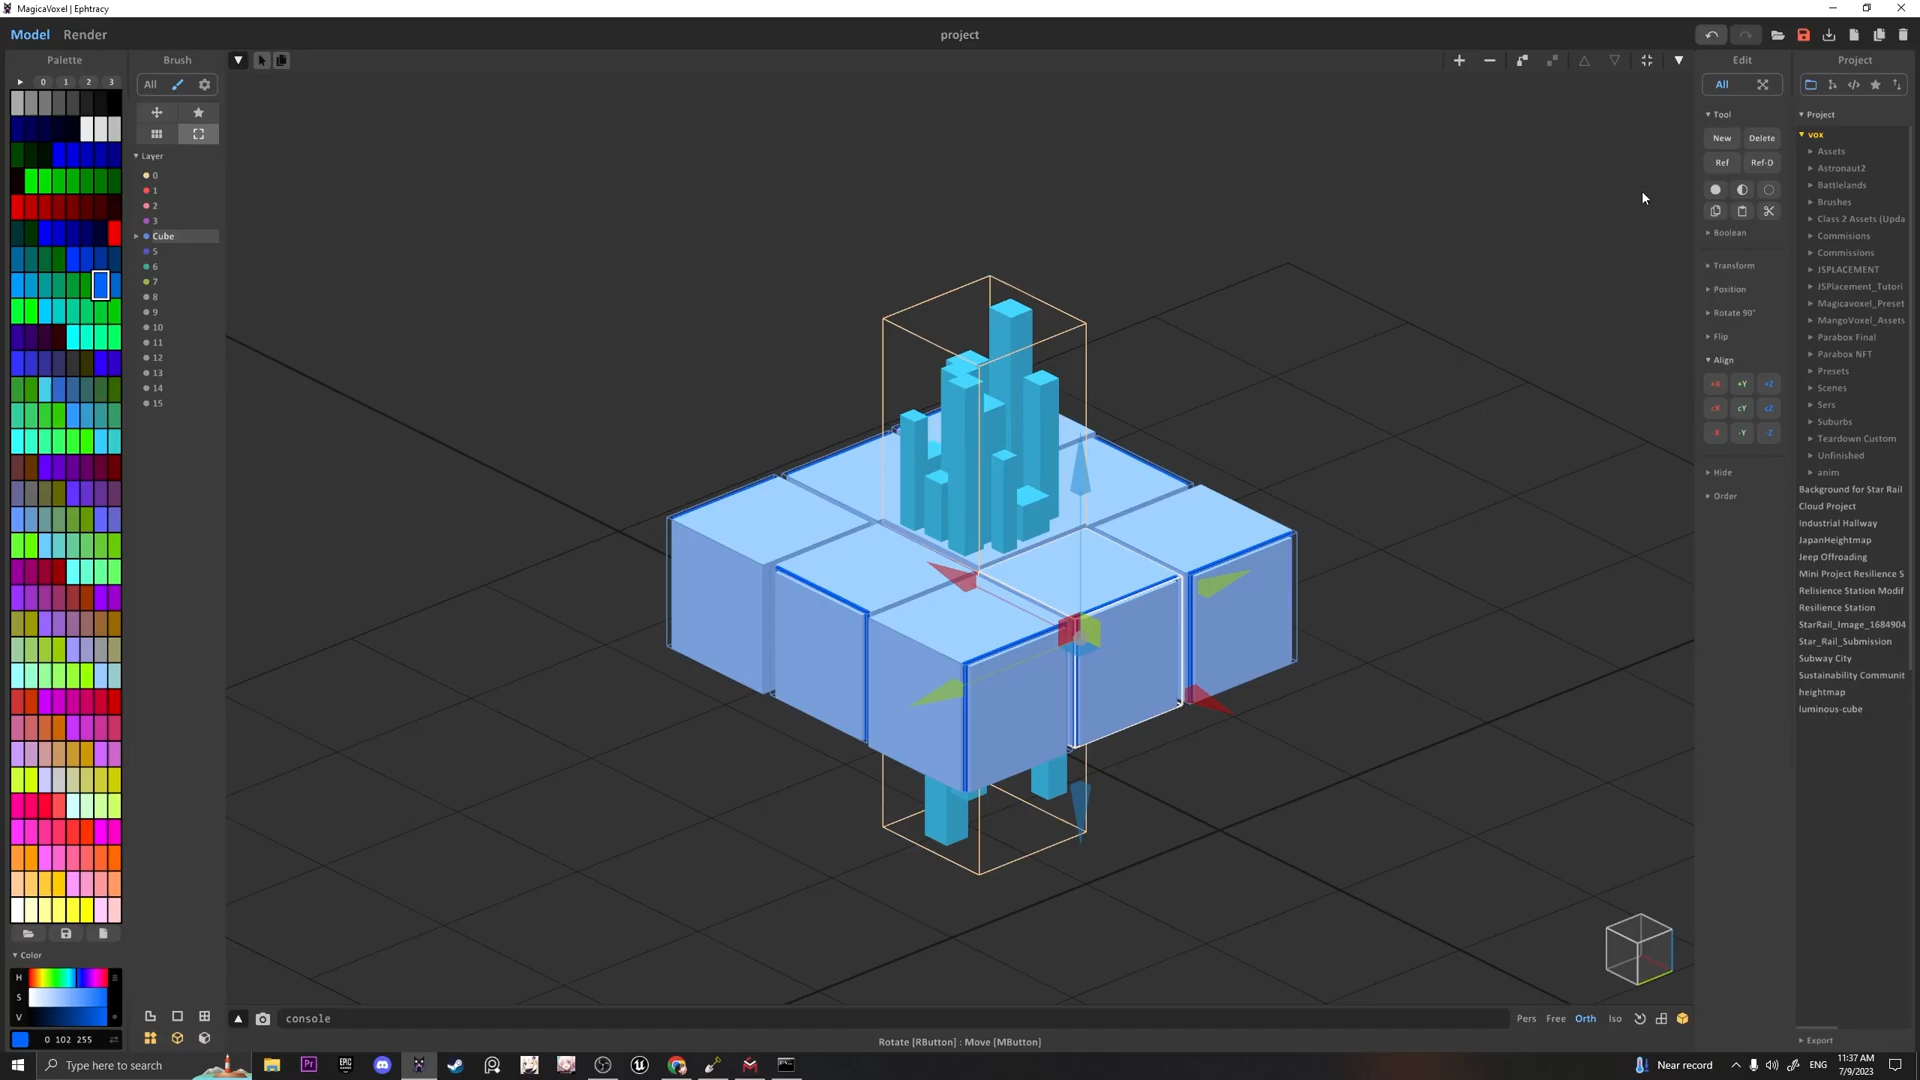 MagicaVoxel | Ephtracy
Model Render
project
Palette
Brush
Edit
Project
0 1 2 3
All
All
Tool
New Delete
Ref Ref-D
Boolean
Transform
Position
Rotate 90°
Flip
Align
+X +Y +Z
cX cY cZ
-X -Y -Z
Hide
Order
Layer
0
1
2
3
Cube
5
6
7
8
9
10
11
12
13
14
15
Project
vox
Assets
Astronaut2
Battlelands
Brushes
Class 2 Assets (Upda
Commisions
Commissions
JSPLACEMENT
JSPlacement_Tutori
Magicavoxel_Preset
MangoVoxel_Assets
Parabox Final
Parabox NFT
Presets
Scenes
Sers
Suburbs
Teardown Custom
Unfinished
anim
Background for Star Rail
Cloud Project
Industrial Hallway
JapanHeightmap
Jeep Offroading
Mini Project Resilience S
Relisience Station Modif
Resilience Station
StarRail_Image_1684904
Star_Rail_Submission
Subway City
Sustainability Communit
heightmap
luminous-cube
Export
Color
H
S
V
0 102 255
console
Pers Free Orth Iso
Rotate [RButton] : Move [MButton]
Type here to search
Near record
ENG
11:37 AM
7/9/2023